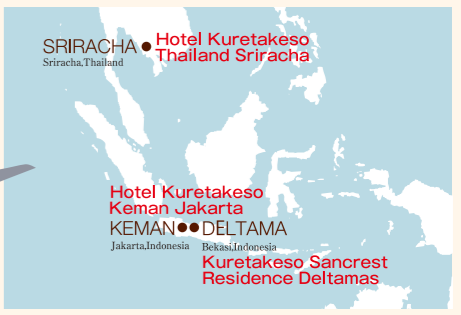 SRIRACHA
Sriracha,Thailand
Hotel Kuretakeso
Thailand Sriracha
Hotel Kuretakeso
Keman Jakarta
KEMAN
Jakarta,Indonesia
DELTAMA
Bekasi,Indonesia
Kuretakeso Sancrest
Residence Deltamas